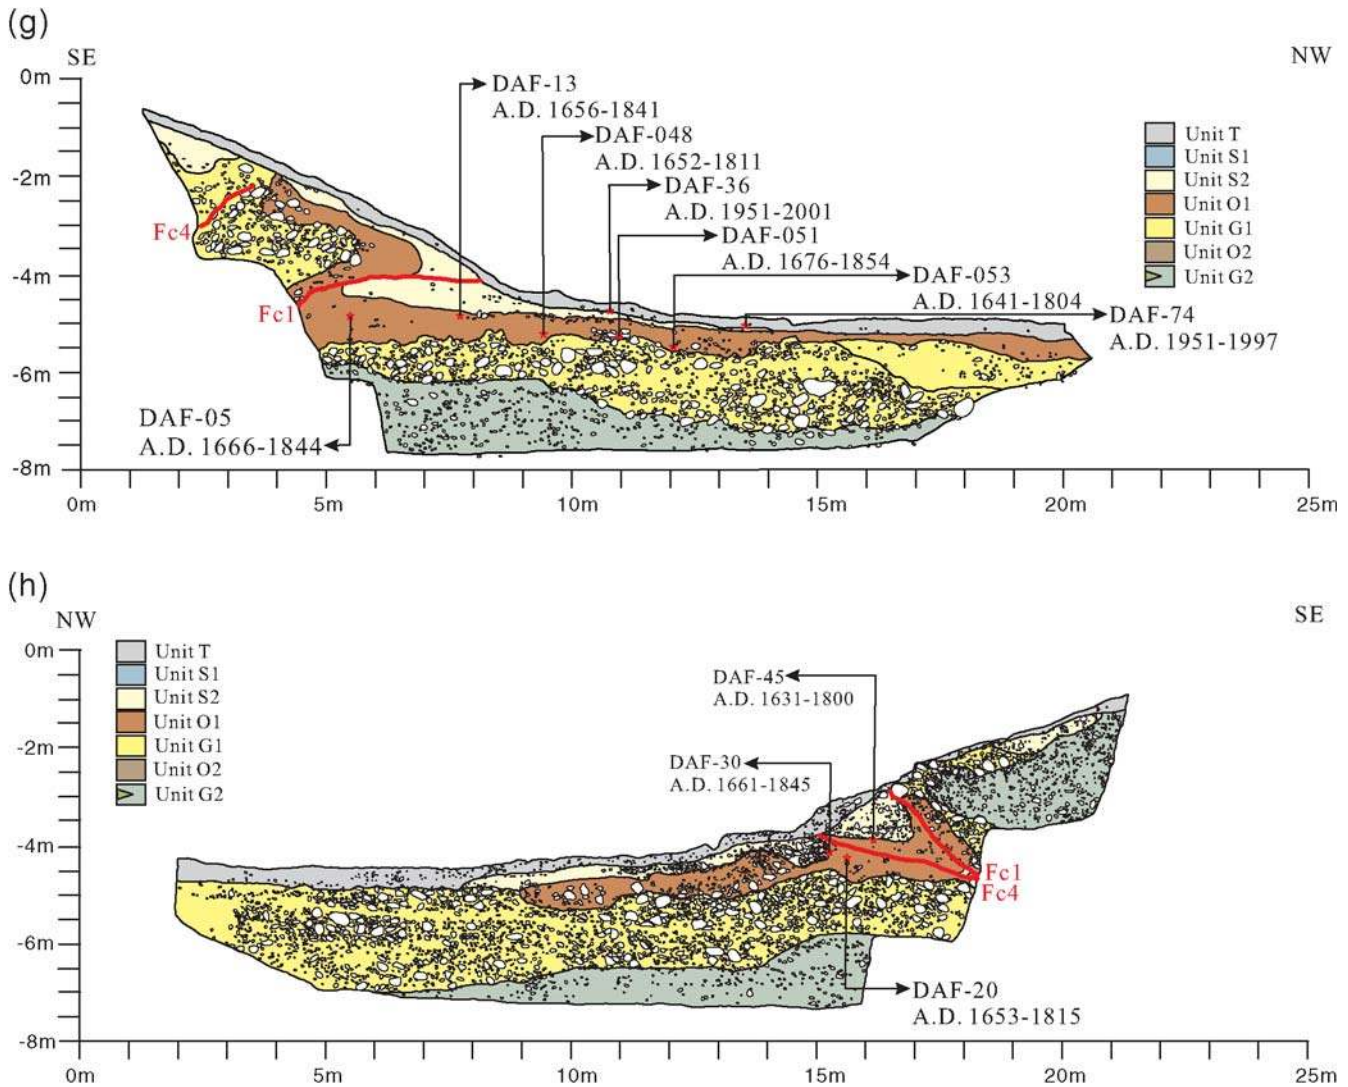 (g)
SE
NW
0m
-2m
-4m
-6m
-8m
DAF-13
A.D. 1656-1841
DAF-048
A.D. 1652-1811
DAF-36
A.D. 1951-2001
DAF-051
A.D. 1676-1854
DAF-053
A.D. 1641-1804
DAF-74
A.D. 1951-1997
Unit T
Unit S1
Unit S2
Unit O1
Unit G1
Unit O2
Unit G2
Fc4
Fc1
DAF-05
A.D. 1666-1844
0m 5m 10m 15m 20m 25m
(h)
NW
SE
0m
-2m
-4m
-6m
-8m
Unit T
Unit S1
Unit S2
Unit O1
Unit G1
Unit O2
Unit G2
DAF-45
A.D. 1631-1800
DAF-30
A.D. 1661-1845
Fc1
Fc4
DAF-20
A.D. 1653-1815
0m 5m 10m 15m 20m 25m